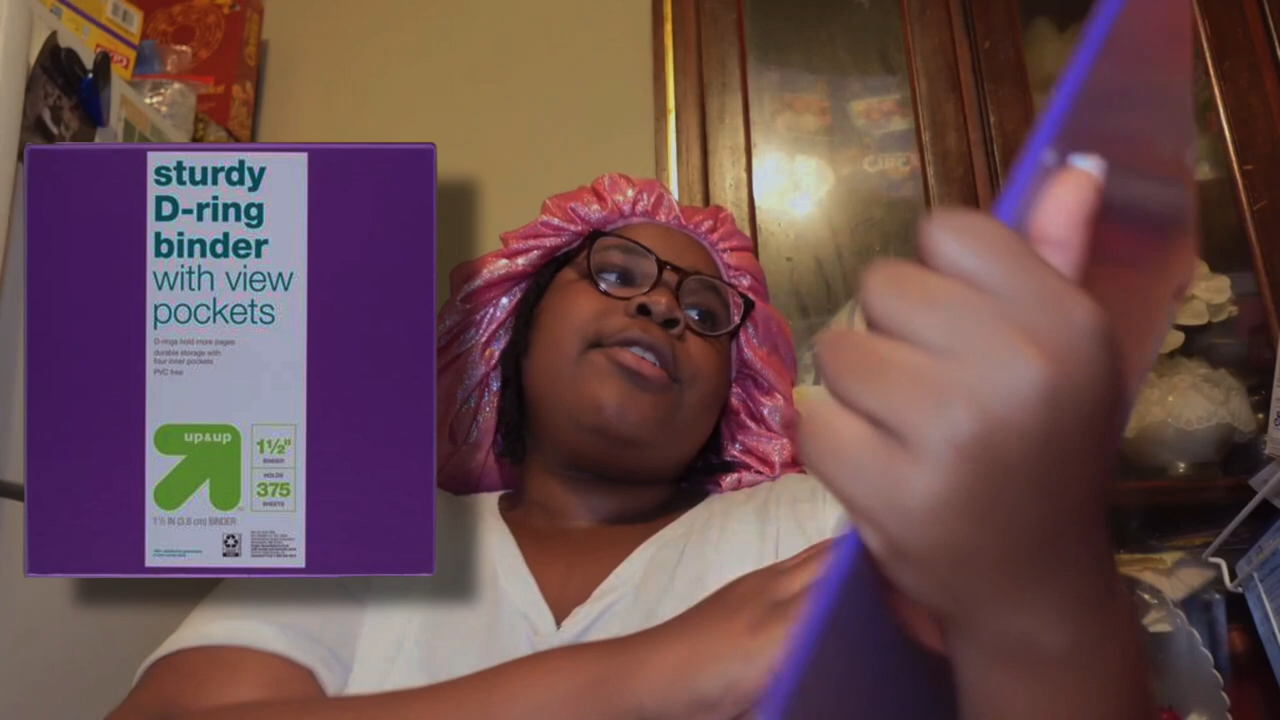 sturdy
D-ring
binder
with view
pockets
D-rings hold more pages
durable storage with
four inner pockets
PVC free
up&up
1½"
BINDER
HOLDS
375
SHEETS
1½ IN (3.8 cm) BINDER